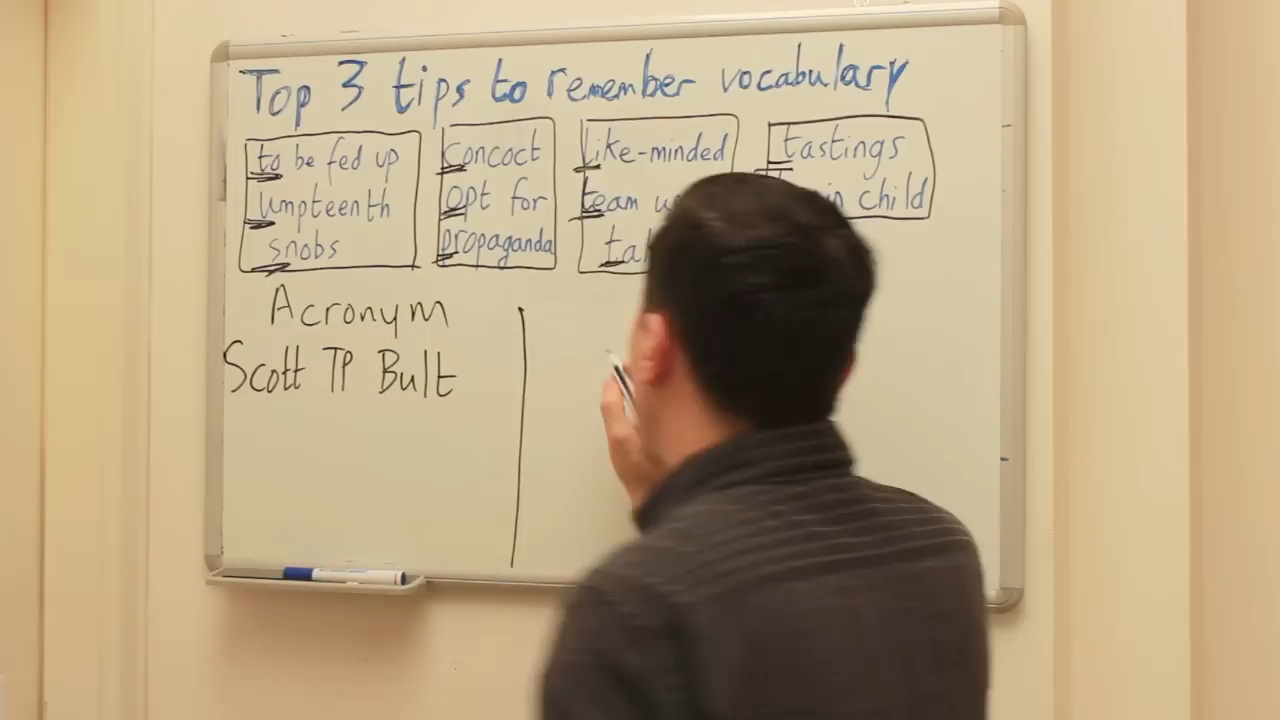 Top 3 tips to remember vocabulary
to be fed up
umpteenth
snobs
concoct
opt for
propaganda
like-minded
team
tastings
child
Acronym
Scott TP Bult